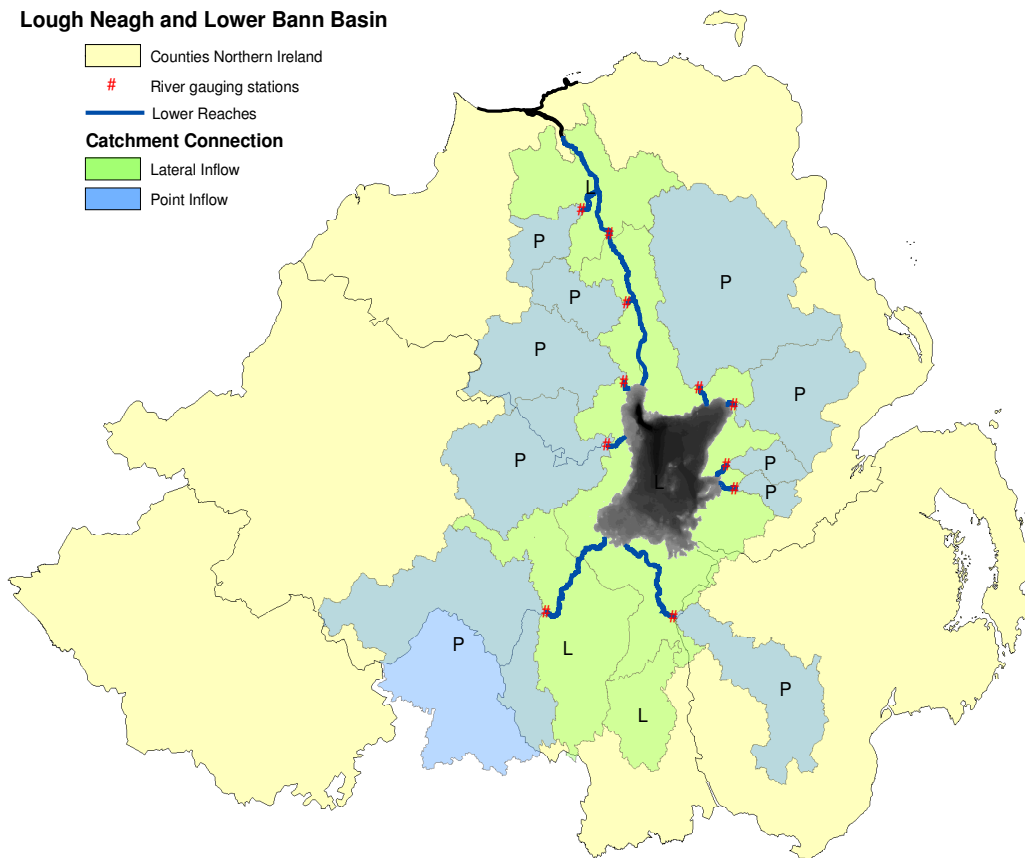 Lough Neagh and Lower Bann Basin
Counties Northern Ireland
# River gauging stations
Lower Reaches
Catchment Connection
Lateral Inflow
Point Inflow
L
#
#
P
P
P
#
#
P
#
#
P
P
#
#
P
L
P
#
#
#
P
L
P
L